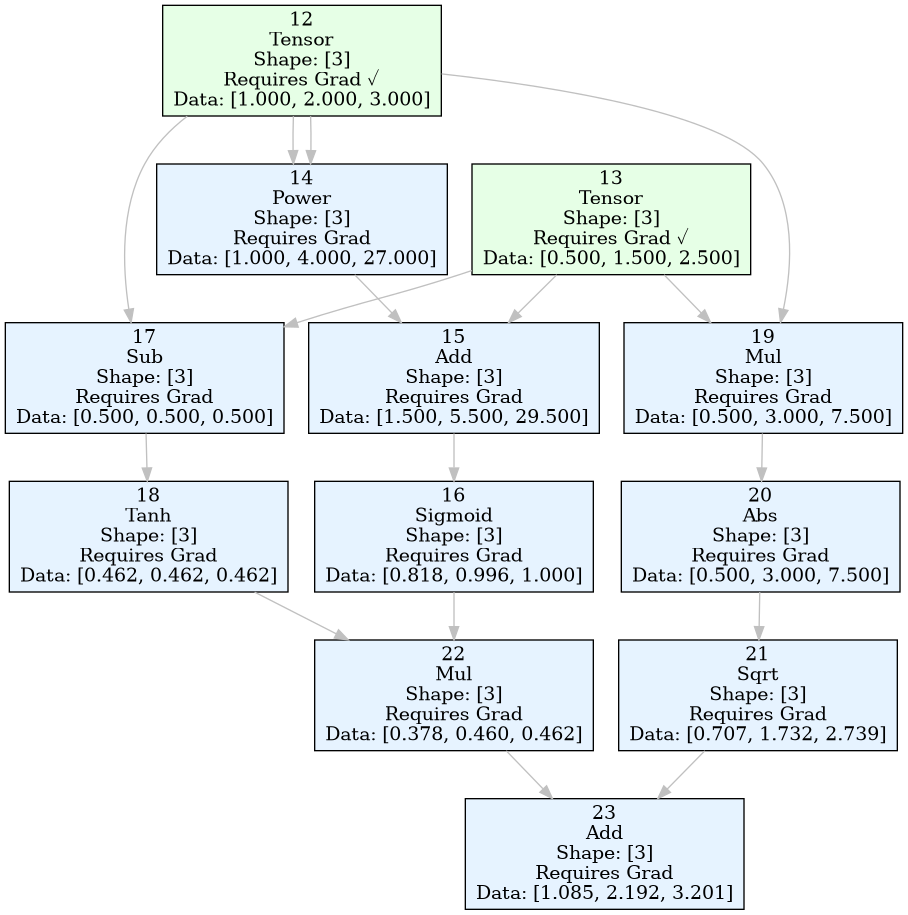 12
Tensor
Shape: [3]
Requires Grad √
Data: [1.000, 2.000, 3.000]
14
Power
Shape: [3]
Requires Grad
Data: [1.000, 4.000, 27.000]
13
Tensor
Shape: [3]
Requires Grad √
Data: [0.500, 1.500, 2.500]
17
Sub
Shape: [3]
Requires Grad
Data: [0.500, 0.500, 0.500]
15
Add
Shape: [3]
Requires Grad
Data: [1.500, 5.500, 29.500]
19
Mul
Shape: [3]
Requires Grad
Data: [0.500, 3.000, 7.500]
18
Tanh
Shape: [3]
Requires Grad
Data: [0.462, 0.462, 0.462]
16
Sigmoid
Shape: [3]
Requires Grad
Data: [0.818, 0.996, 1.000]
20
Abs
Shape: [3]
Requires Grad
Data: [0.500, 3.000, 7.500]
22
Mul
Shape: [3]
Requires Grad
Data: [0.378, 0.460, 0.462]
21
Sqrt
Shape: [3]
Requires Grad
Data: [0.707, 1.732, 2.739]
23
Add
Shape: [3]
Requires Grad
Data: [1.085, 2.192, 3.201]